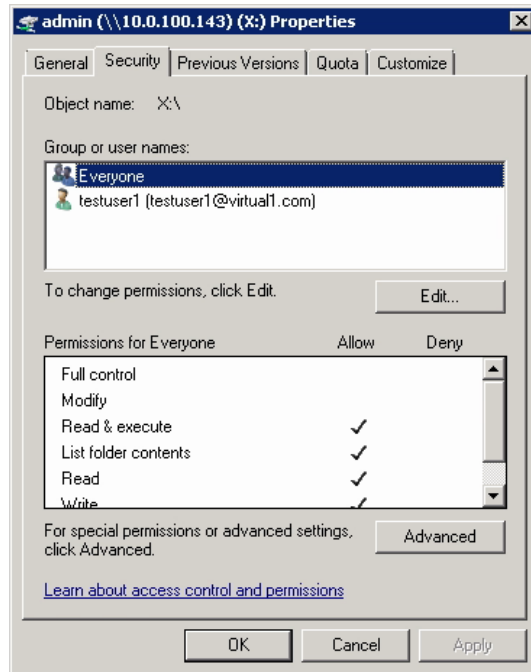 admin (\\10.0.100.143) (X:) Properties
General Security Previous Versions Quota Customize
Object name: X:\
Group or user names:
Everyone
testuser1 (testuser1@virtual1.com)
To change permissions, click Edit.
Edit...
Permissions for Everyone Allow Deny
Full control
Modify
Read & execute
List folder contents
Read
Write
For special permissions or advanced settings,
click Advanced.
Advanced
Learn about access control and permissions
OK Cancel Apply